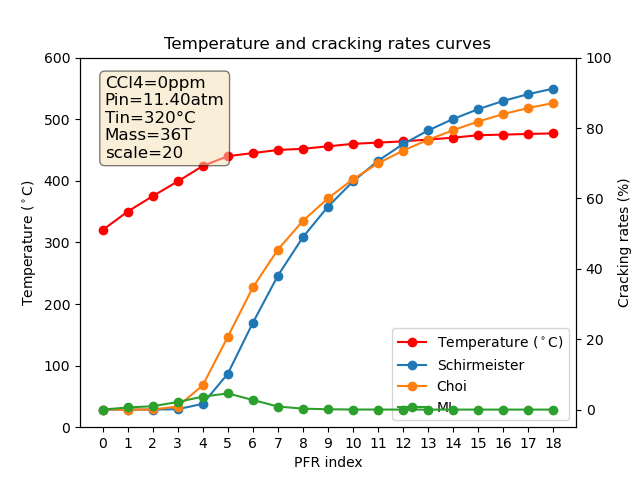 Temperature and cracking rates curves
CCl4=0ppm
Pin=11.40atm
Tin=320°C
Mass=36T
scale=20
600
500
400
300
200
100
0
Temperature (°C)
100
80
60
40
20
0
Cracking rates (%)
Temperature (°C)
Schirmeister
Choi
ML
0 1 2 3 4 5 6 7 8 9 10 11 12 13 14 15 16 17 18
PFR index